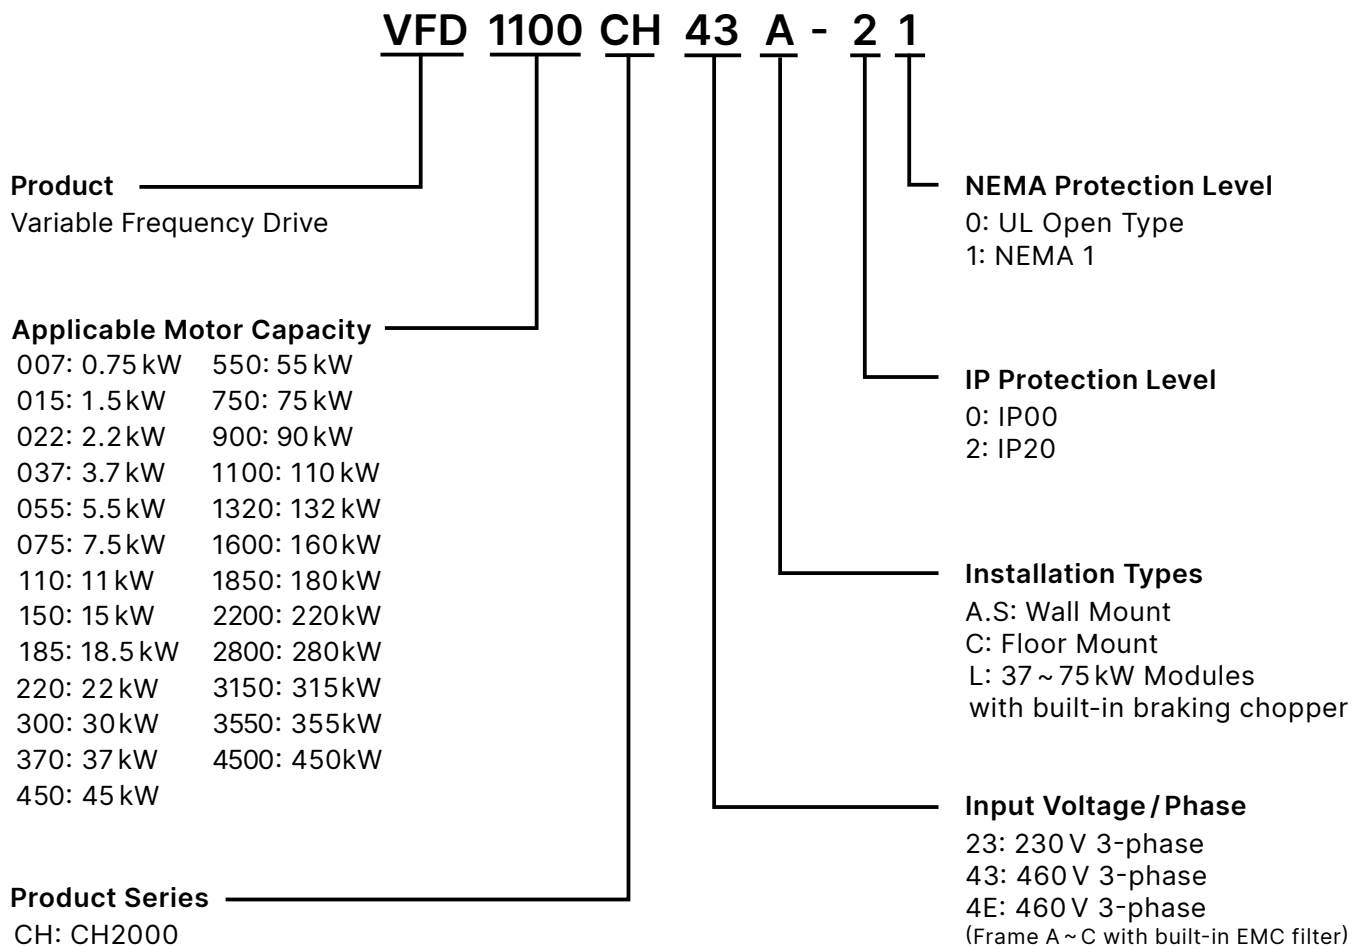 VFD 1100 CH 43 A - 2 1
Product
Variable Frequency Drive
Applicable Motor Capacity
007: 0.75 kW 550: 55 kW
015: 1.5 kW 750: 75 kW
022: 2.2 kW 900: 90 kW
037: 3.7 kW 1100: 110 kW
055: 5.5 kW 1320: 132 kW
075: 7.5 kW 1600: 160 kW
110: 11 kW 1850: 180 kW
150: 15 kW 2200: 220kW
185: 18.5 kW 2800: 280kW
220: 22 kW 3150: 315kW
300: 30 kW 3550: 355kW
370: 37 kW 4500: 450kW
450: 45 kW
Product Series
CH: CH2000
NEMA Protection Level
0: UL Open Type
1: NEMA 1
IP Protection Level
0: IP00
2: IP20
Installation Types
A.S: Wall Mount
C: Floor Mount
L: 37 ~ 75 kW Modules
with built-in braking chopper
Input Voltage / Phase
23: 230 V 3-phase
43: 460 V 3-phase
4E: 460 V 3-phase
(Frame A ~ C with built-in EMC filter)